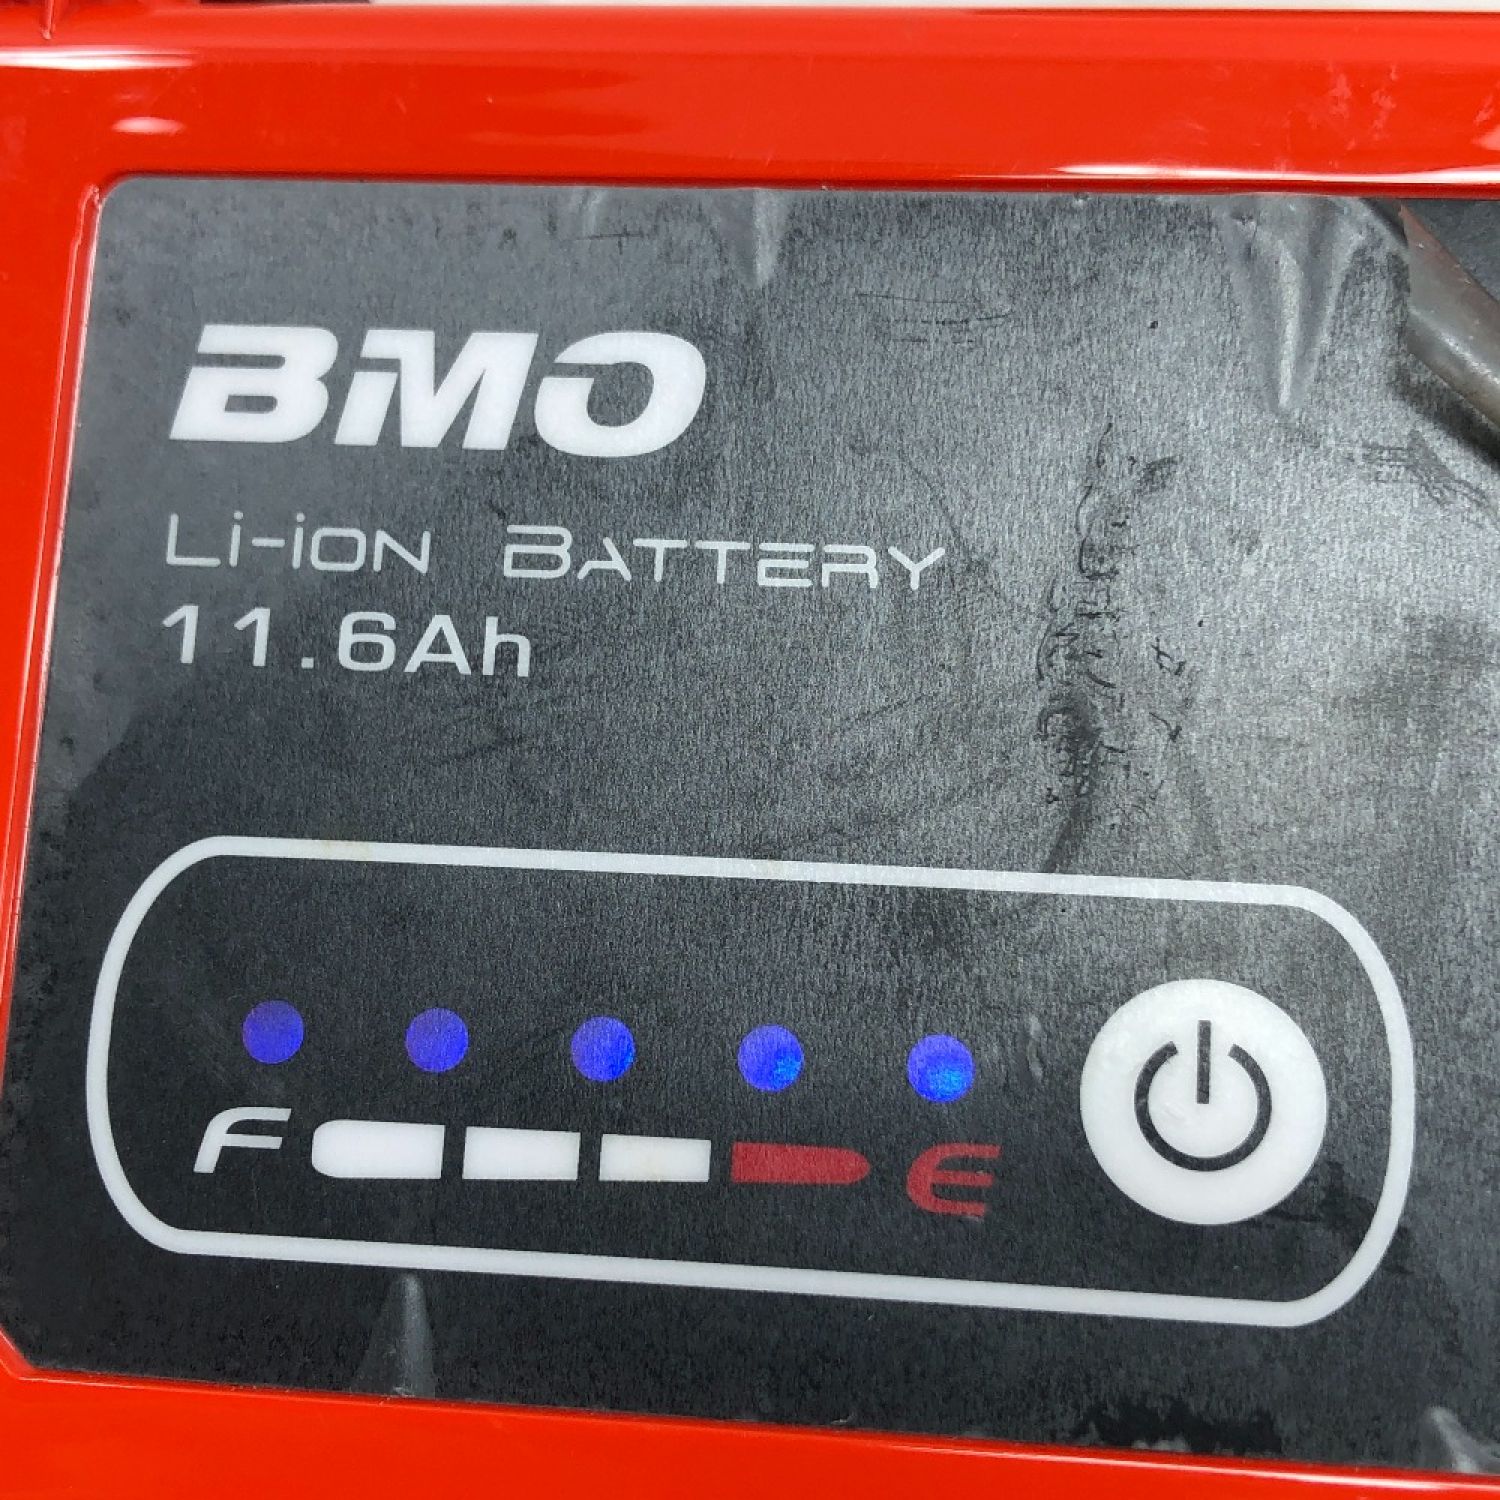 BMO
Li-ion Battery
11.6Ah
F E